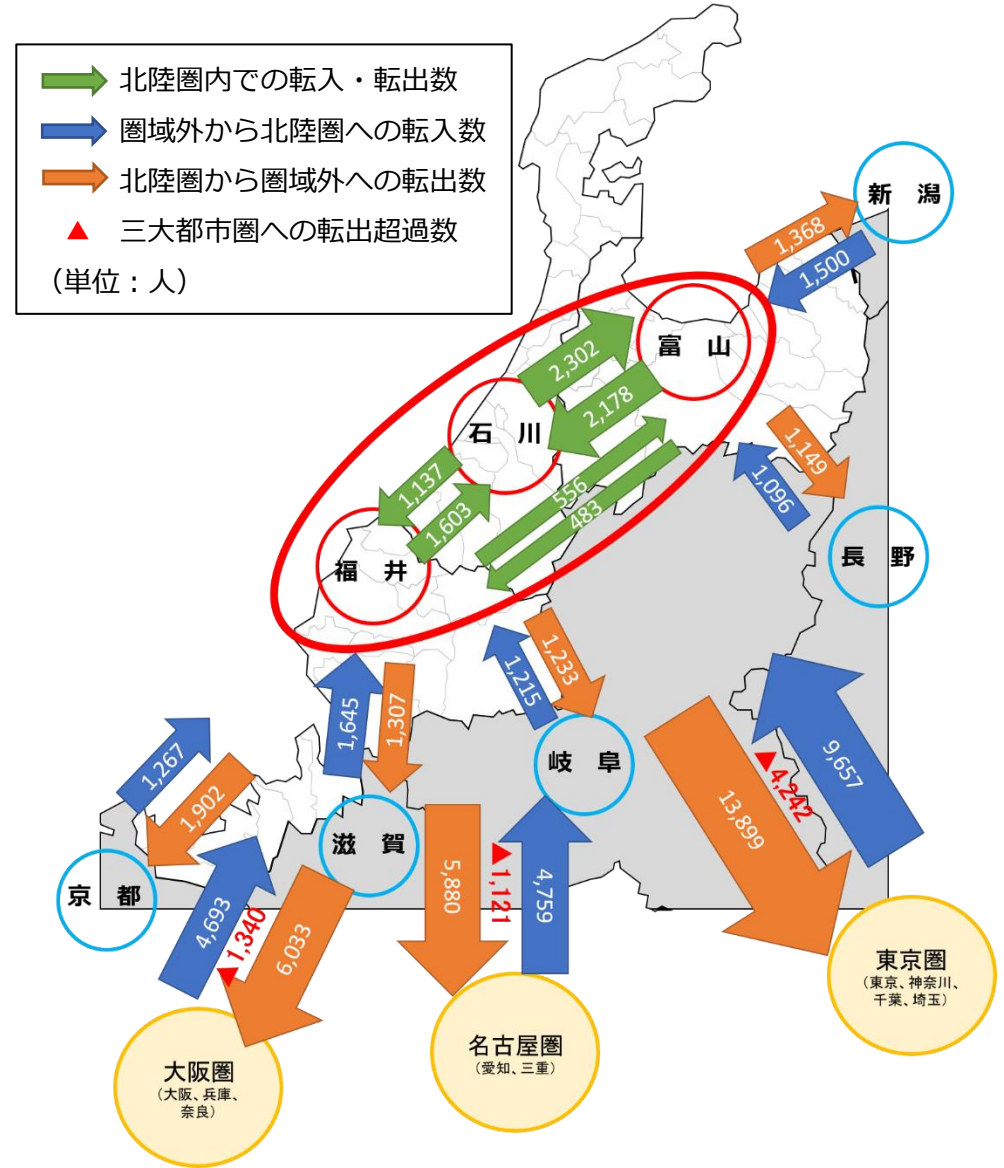 北陸圏内での転入・転出数
圏域外から北陸圏への転入数
北陸圏から圏域外への転出数
▲ 三大都市圏への転出超過数
(単位：人)
新 潟
1,368
1,500
富 山
2,302
2,178
石 川
1,137
1,603
556
483
福 井
1,149
1,096
長 野
1,233
1,215
岐 阜
1,645
1,307
滋 賀
1,267
1,902
京 都
9,657
▲4,242
13,899
5,880
▲1,121
4,759
4,693
▲1,340
6,033
東京圏
(東京、神奈川、
千葉、埼玉)
名古屋圏
(愛知、三重)
大阪圏
(大阪、兵庫、
奈良)